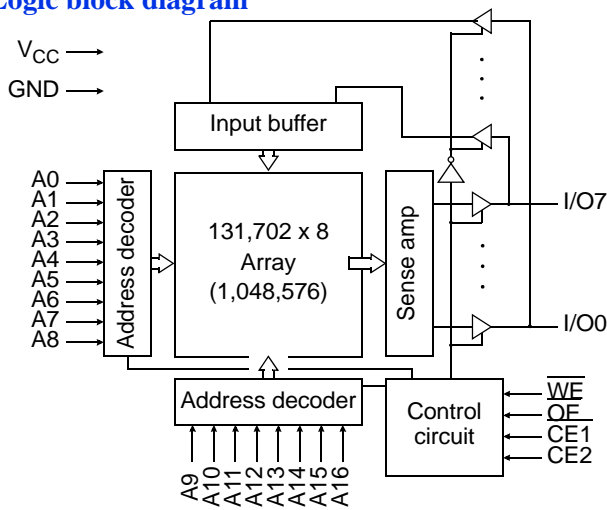 Logic block diagram
VCC
GND
Input buffer
A0
A1
A2
A3
A4
A5
A6
A7
A8
Address decoder
131,702 x 8
Array
(1,048,576)
Sense amp
I/O7
I/O0
Address decoder
Control
circuit
WE
OE
CE1
CE2
A9
A10
A11
A12
A13
A14
A15
A16